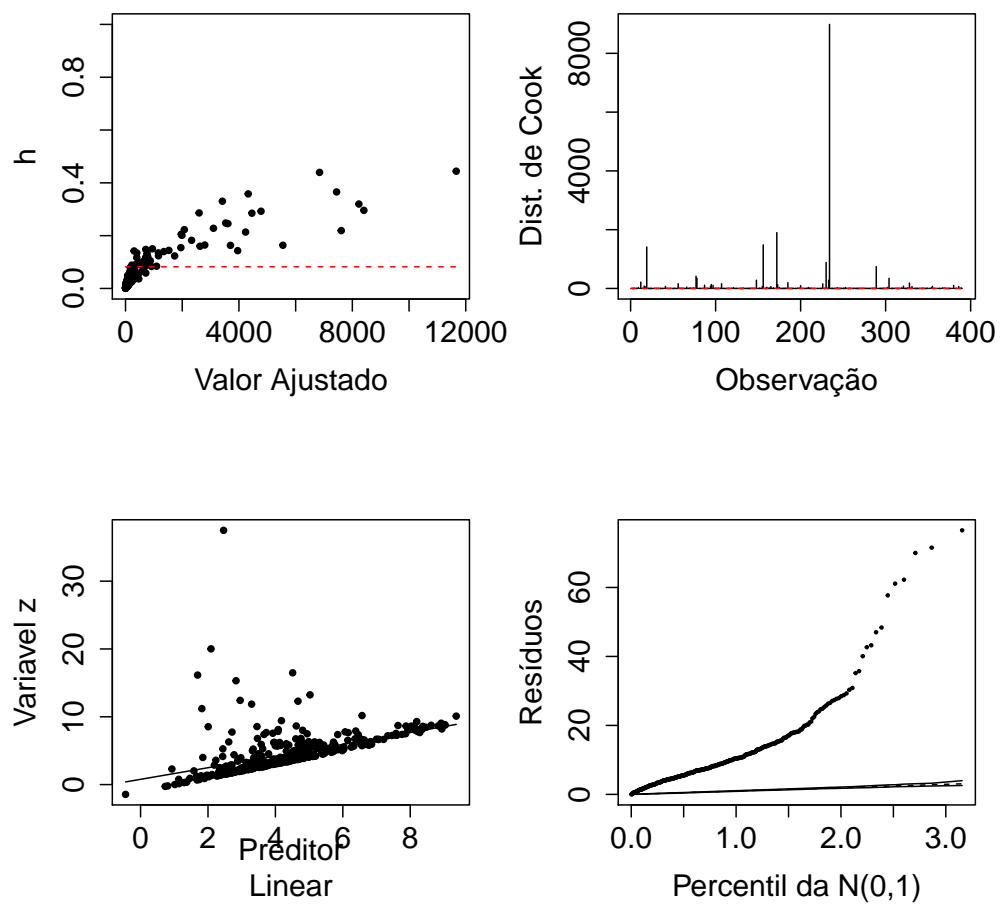 h
0.0 0.4 0.8
0 4000 8000 12000
Valor Ajustado
Dist. de Cook
0 4000 8000
0 100 200 300 400
Observação
Variavel z
0 10 20 30
0 2 4 6 8
Preditor
Linear
Resíduos
0 20 40 60
0.0 1.0 2.0 3.0
Percentil da N(0,1)